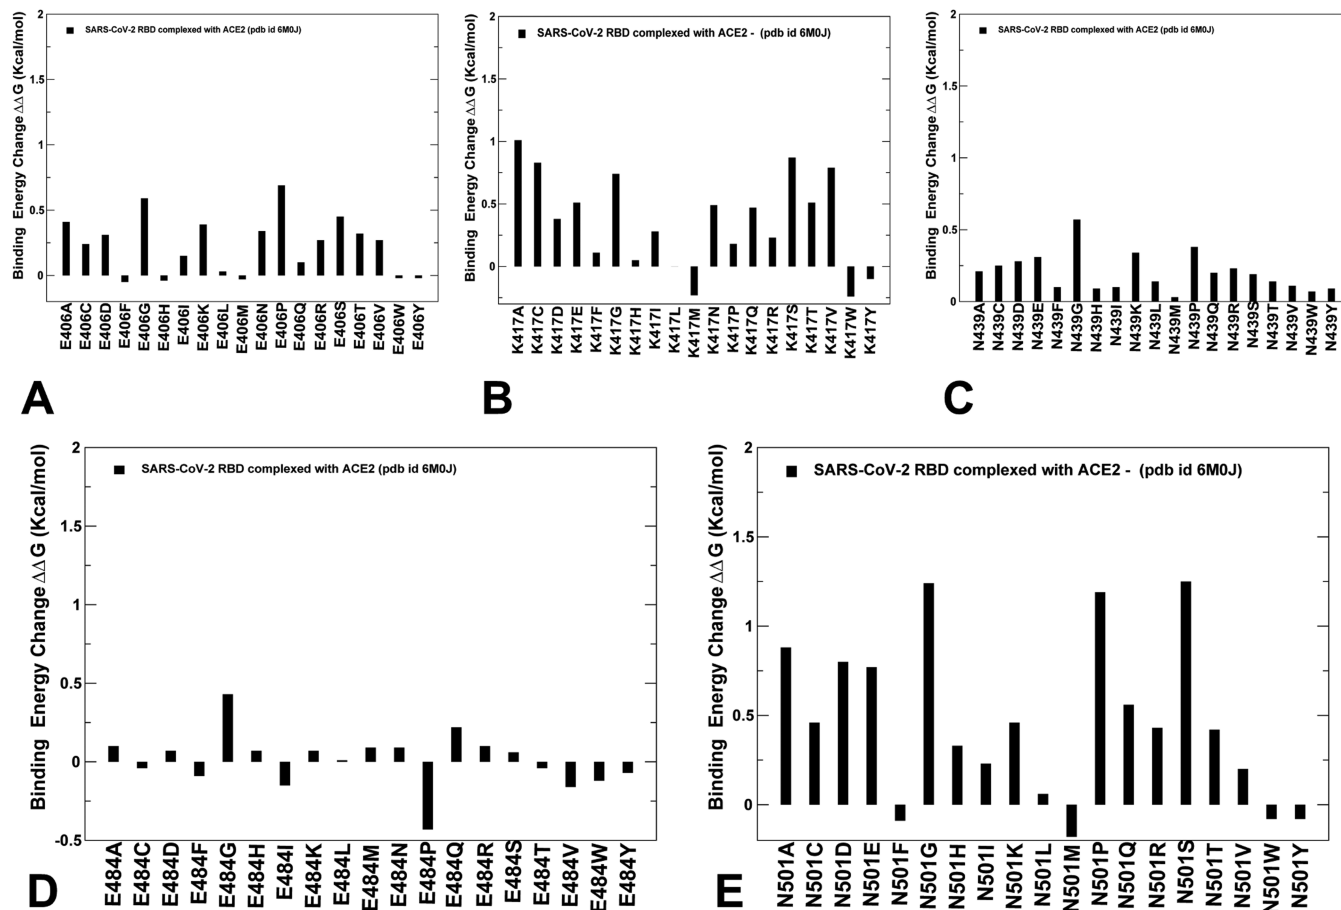 Binding Energy Change ΔΔG (Kcal/mol)
SARS-CoV-2 RBD complexed with ACE2 (pdb id 6M0J)
2
1.5
1
0.5
0
E406A E406C E406D E406F E406G E406H E406I E406K E406L E406M E406N E406P E406Q E406R E406S E406T E406V E406W E406Y
A
Binding Energy Change ΔΔG (Kcal/mol)
SARS-CoV-2 RBD complexed with ACE2 - (pdb id 6M0J)
2
1.5
1
0.5
0
K417A K417C K417D K417E K417F K417G K417H K417I K417L K417M K417N K417P K417Q K417R K417S K417T K417V K417W K417Y
B
Binding Energy Change ΔΔG (Kcal/mol)
SARS-CoV-2 RBD complexed with ACE2 (pdb id 6M0J)
2
1.5
1
0.5
0
N439A N439C N439D N439E N439F N439G N439H N439I N439K N439L N439M N439P N439Q N439R N439S N439T N439V N439W N439Y
C
Binding Energy Change ΔΔG (Kcal/mol)
SARS-CoV-2 RBD complexed with ACE2 (pdb id 6M0J)
2
1.5
1
0.5
0
-0.5
E484A E484C E484D E484F E484G E484H E484I E484K E484L E484M E484N E484P E484Q E484R E484S E484T E484V E484W E484Y
D
Binding Energy Change ΔΔG (Kcal/mol)
SARS-CoV-2 RBD complexed with ACE2 - (pdb id 6M0J)
2
1.5
1
0.5
0
N501A N501C N501D N501E N501F N501G N501H N501I N501K N501L N501M N501P N501Q N501R N501S N501T N501V N501W N501Y
E